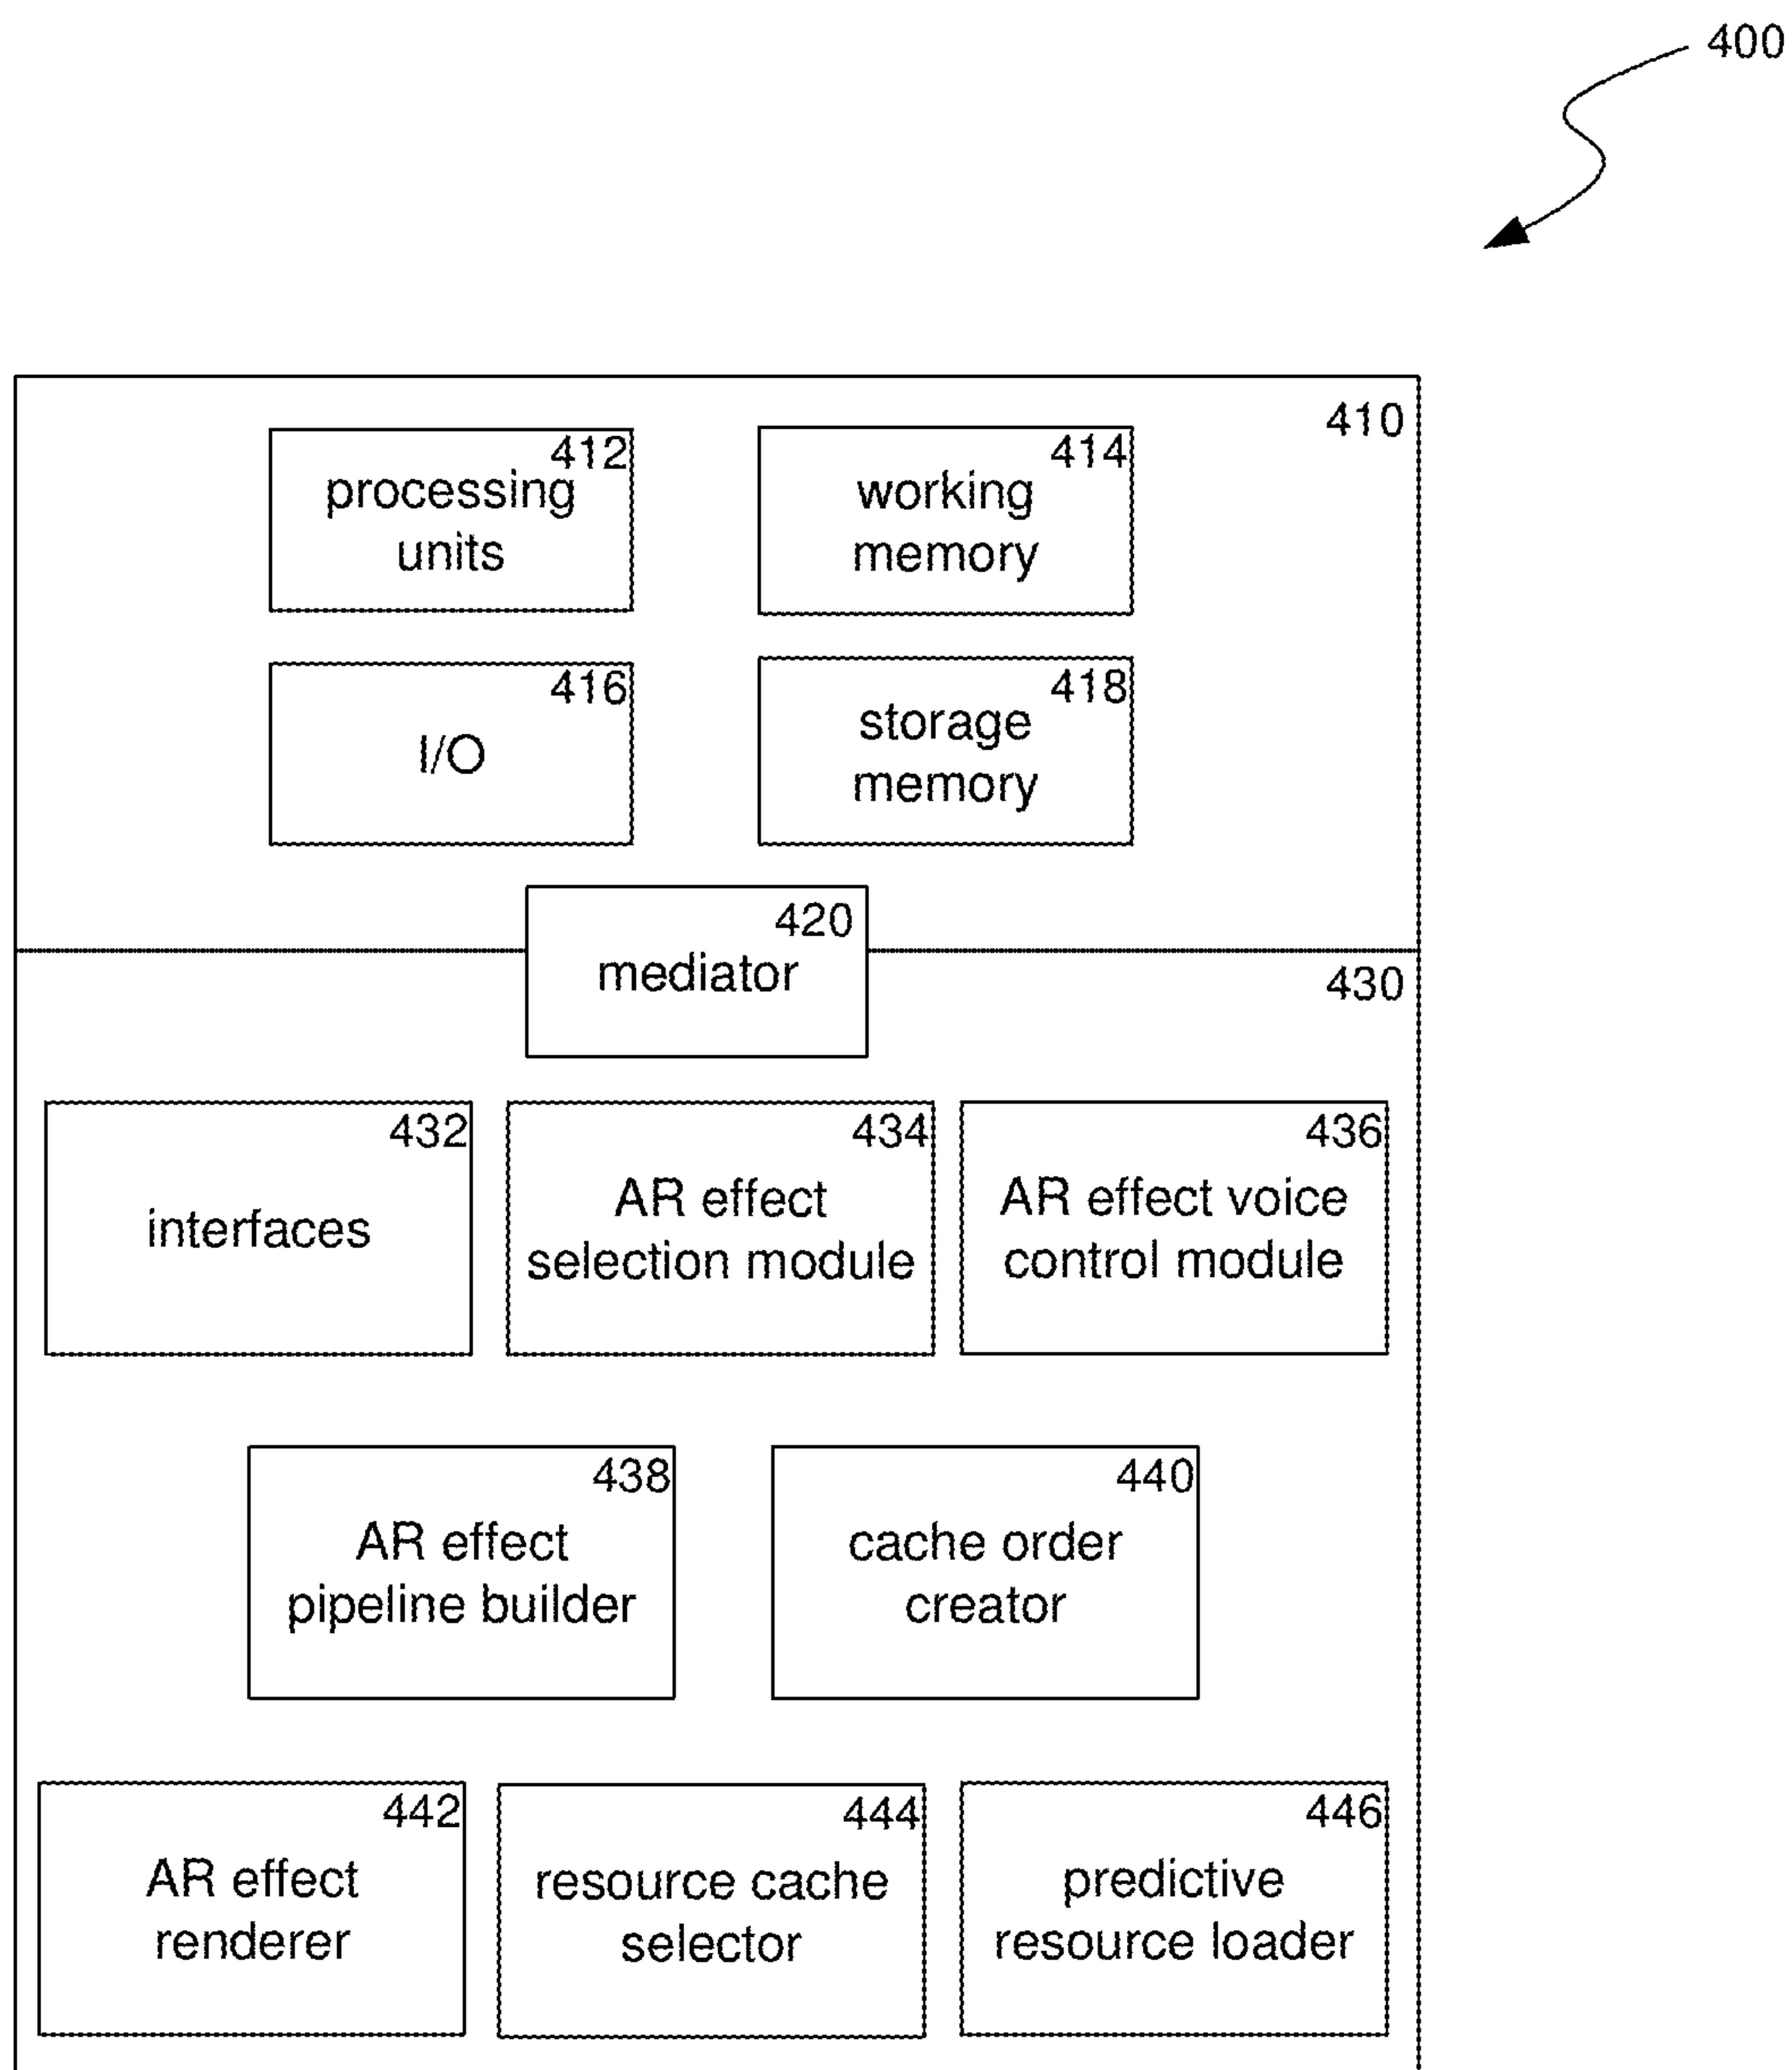 400
410
412
processing
units
414
working
memory
416
I/O
418
storage
memory
420
mediator
430
432
interfaces
434
AR effect
selection module
436
AR effect voice
control module
438
AR effect
pipeline builder
440
cache order
creator
442
AR effect
renderer
444
resource cache
selector
446
predictive
resource loader